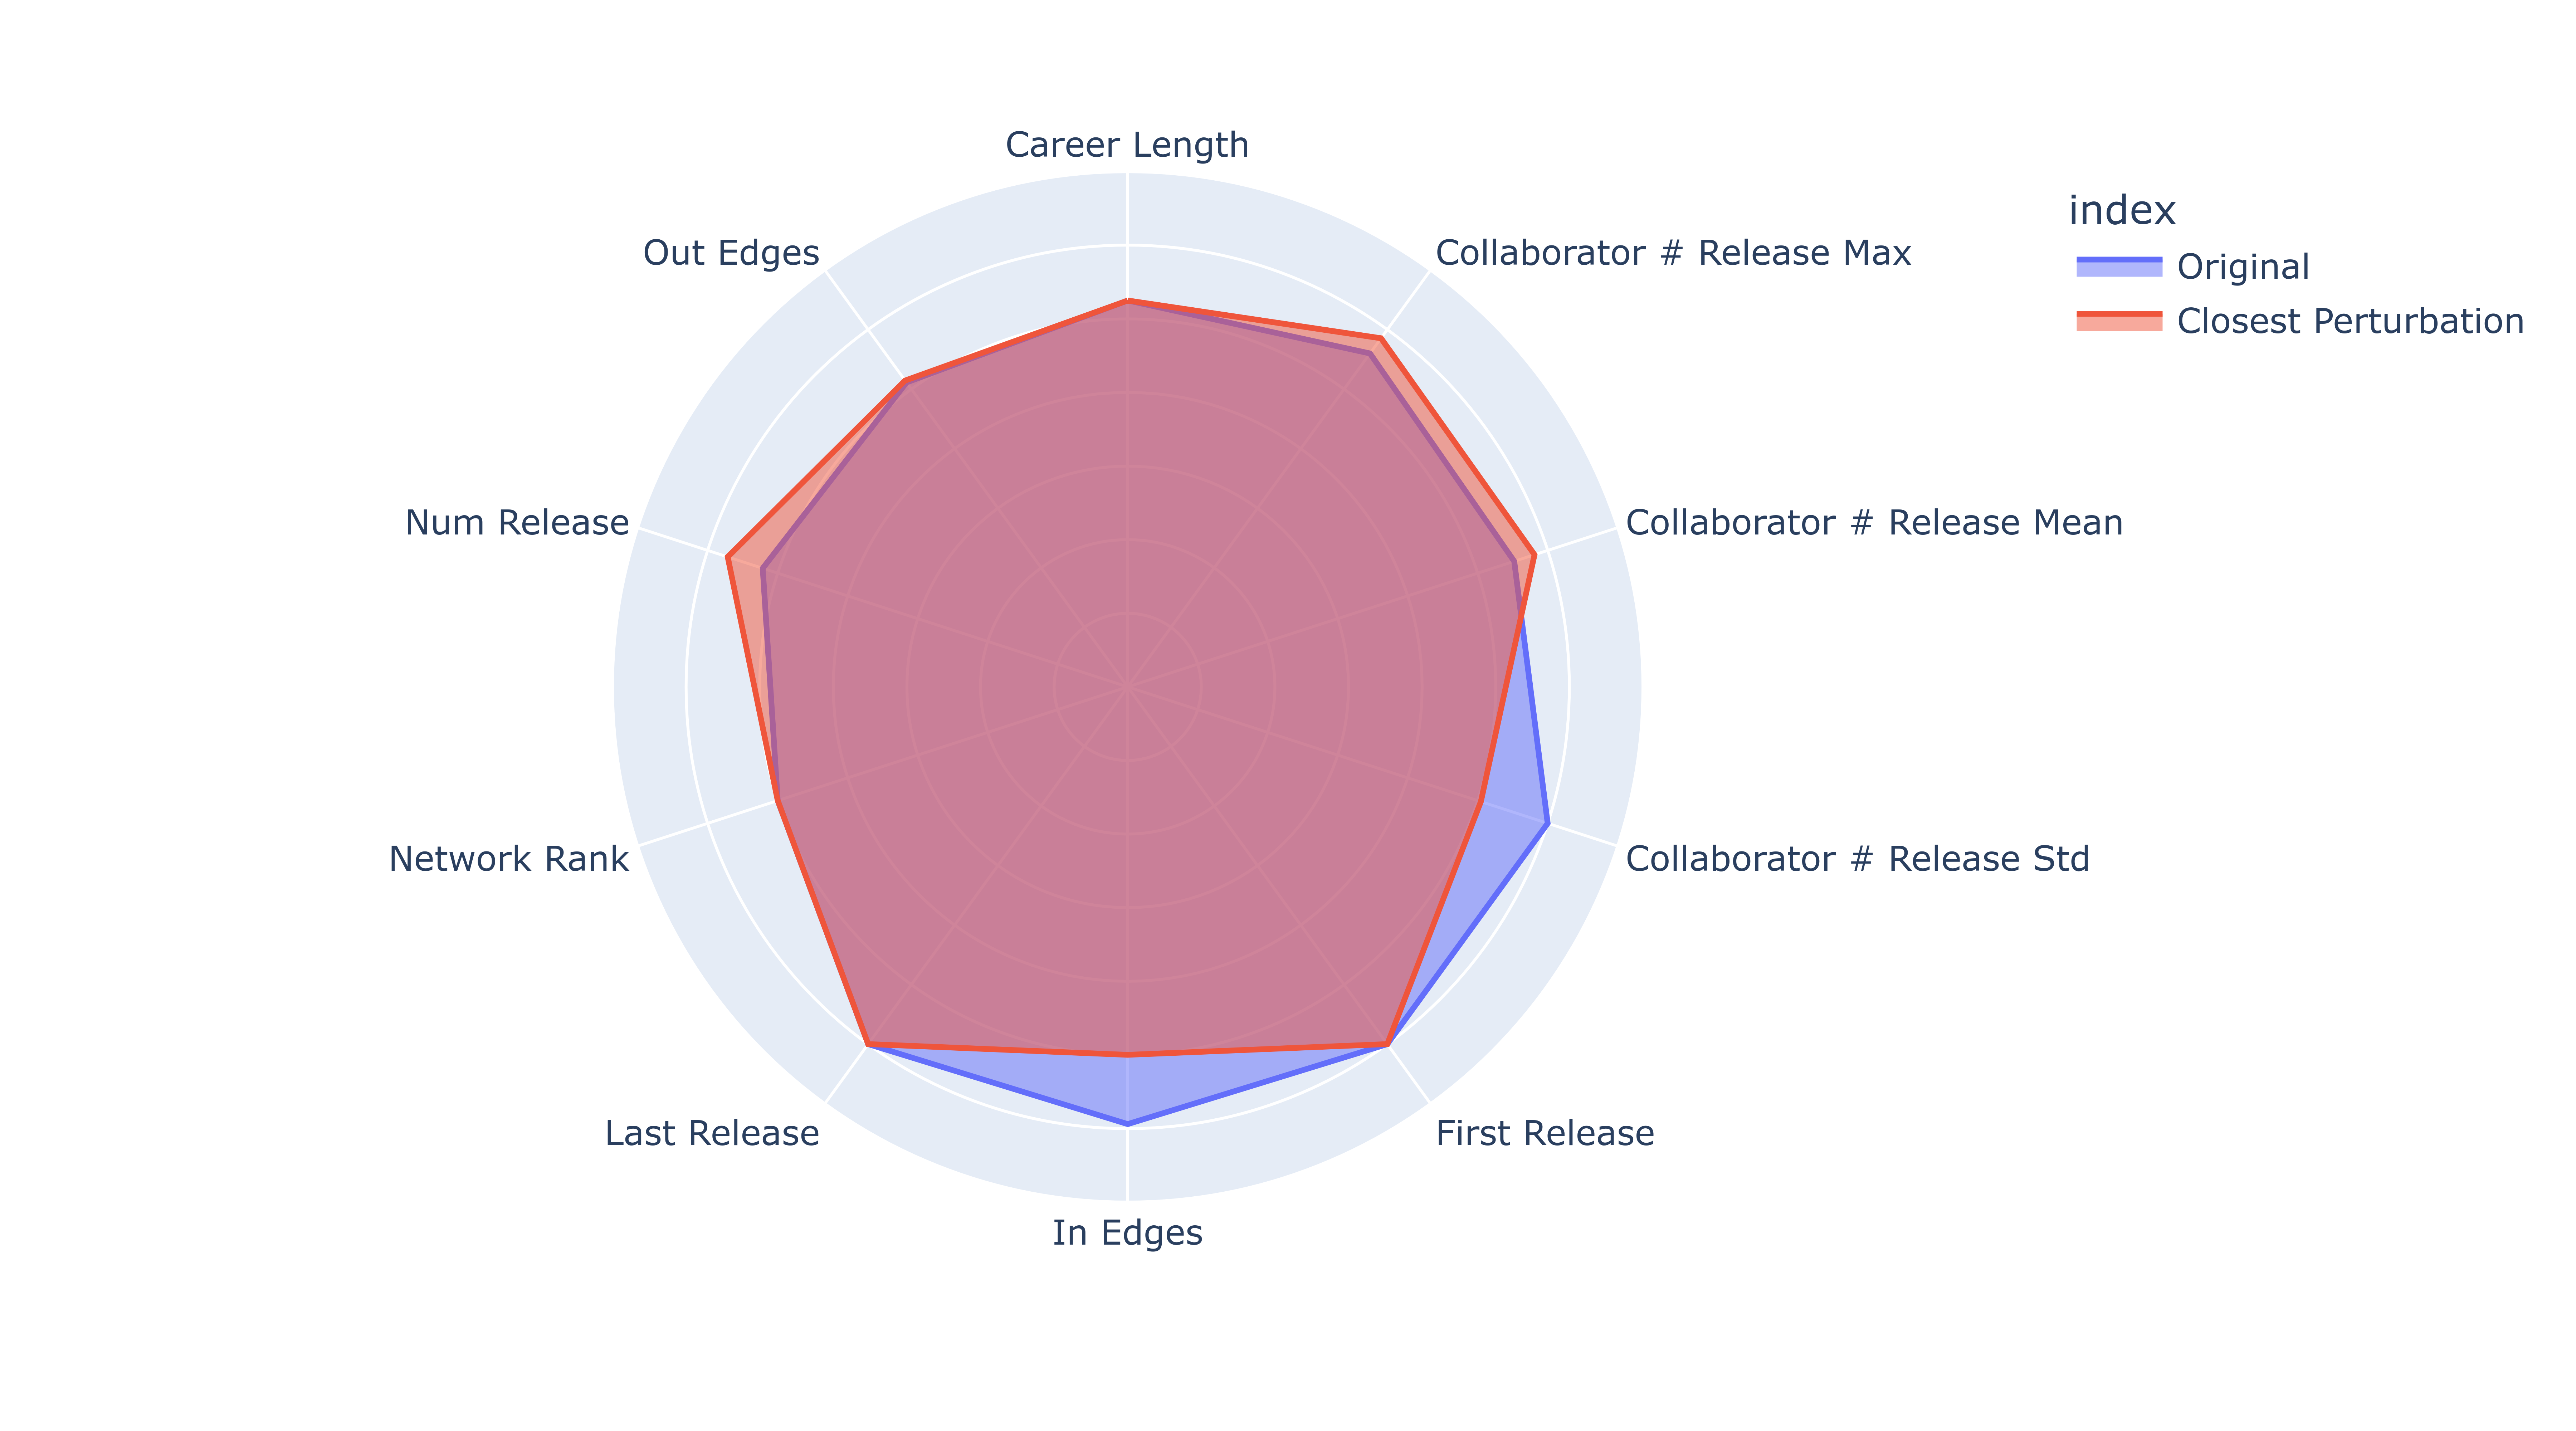 Career Length
Out Edges
Collaborator # Release Max
Num Release
Collaborator # Release Mean
Network Rank
Collaborator # Release Std
Last Release
First Release
In Edges
index
Original
Closest Perturbation